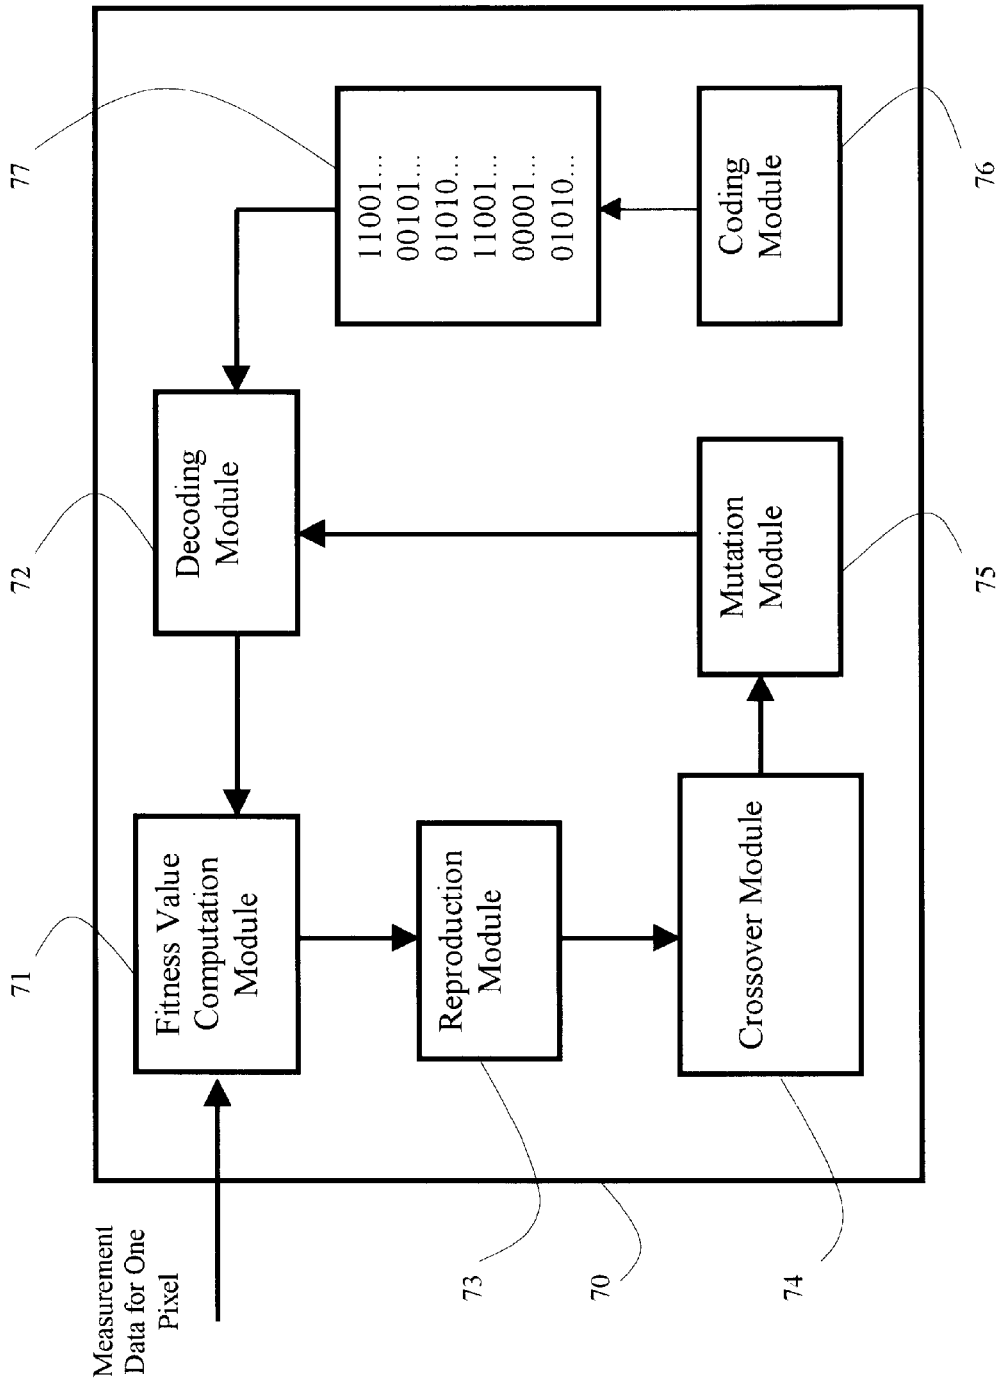 71
72
77
Measurement
Data for One
Pixel
Fitness Value
Computation
Module
Decoding
Module
11001...
00101...
01010...
11001...
00001...
01010...
Reproduction
Module
Crossover Module
Mutation
Module
Coding
Module
73
70
74
75
76